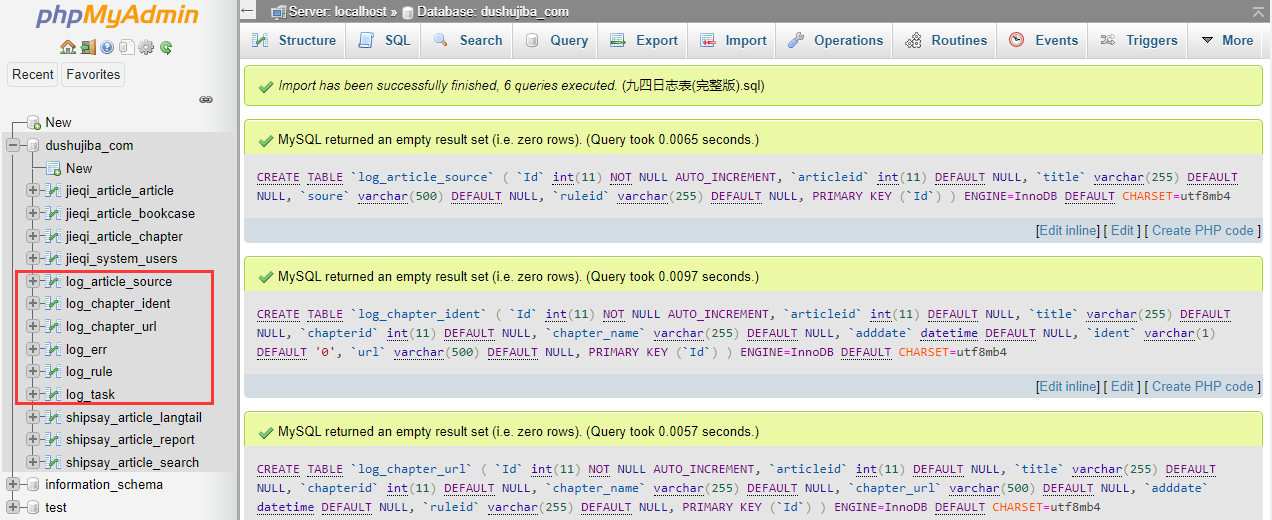 phpMyAdmin
Recent Favorites
New
dushujiba_com
New
jieqi_article_article
jieqi_article_bookcase
jieqi_article_chapter
jieqi_system_users
log_article_source
log_chapter_ident
log_chapter_url
log_err
log_rule
log_task
shipsay_article_langtail
shipsay_article_report
shipsay_article_search
information_schema
test
Server: localhost » Database: dushujiba_com
Structure SQL Search Query Export Import Operations Routines Events Triggers More
Import has been successfully finished, 6 queries executed. (九四日志表(完整版).sql)
MySQL returned an empty result set (i.e. zero rows). (Query took 0.0065 seconds.)
CREATE TABLE `log_article_source` ( `Id` int(11) NOT NULL AUTO_INCREMENT, `articleid` int(11) DEFAULT NULL, `title` varchar(255) DEFAULT
NULL, `soure` varchar(500) DEFAULT NULL, `ruleid` varchar(255) DEFAULT NULL, PRIMARY KEY (`Id`) ) ENGINE=InnoDB DEFAULT CHARSET=utf8mb4
[Edit inline] [ Edit ] [ Create PHP code ]
MySQL returned an empty result set (i.e. zero rows). (Query took 0.0097 seconds.)
CREATE TABLE `log_chapter_ident` ( `Id` int(11) NOT NULL AUTO_INCREMENT, `articleid` int(11) DEFAULT NULL, `title` varchar(255) DEFAULT
NULL, `chapterid` int(11) DEFAULT NULL, `chapter_name` varchar(255) DEFAULT NULL, `adddate` datetime DEFAULT NULL, `ident` varchar(1)
DEFAULT '0', `url` varchar(500) DEFAULT NULL, PRIMARY KEY (`Id`) ) ENGINE=InnoDB DEFAULT CHARSET=utf8mb4
[Edit inline] [ Edit ] [ Create PHP code ]
MySQL returned an empty result set (i.e. zero rows). (Query took 0.0057 seconds.)
CREATE TABLE `log_chapter_url` ( `Id` int(11) NOT NULL AUTO_INCREMENT, `articleid` int(11) DEFAULT NULL, `title` varchar(255) DEFAULT
NULL, `chapterid` int(11) DEFAULT NULL, `chapter_name` varchar(255) DEFAULT NULL, `chapter_url` varchar(500) DEFAULT NULL, `adddate`
datetime DEFAULT NULL, `ruleid` varchar(255) DEFAULT NULL, PRIMARY KEY (`Id`) ) ENGINE=InnoDB DEFAULT CHARSET=utf8mb4